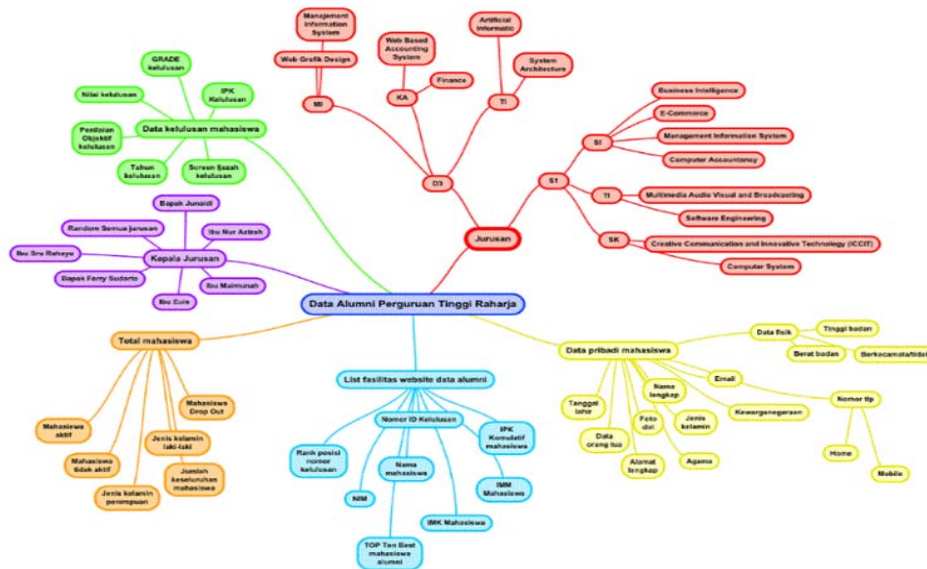 Management
Information
System
Web Grafik Design
MI
Web Based
Accounting
System
Finance
KA
Artificial
Informatic
System
Architecture
TI
D3
Business Intelligence
E-Commerce
Management Information System
Computer Accountancy
SI
S1
TI
Multimedia Audio Visual and Broadcasting
Software Engineering
SK
Creative Communication and Innovative Technology (ICCIT)
Computer System
Jurusan
GRADE
kelulusan
Nilai kelulusan
IPK
Kelulusan
Data kelulusan mahasiswa
Penilaian
Objektif
kelulusan
Tahun
kelulusan
Screen Ijazah
kelulusan
Bapak Junaidi
Random Semua jurusan
Ibu Nur Azizah
Ibu Sri Rahayu
Kepala Jurusan
Bapak Ferry Sudarto
Ibu Maimunah
Ibu Euis
Data Alumni Perguruan Tinggi Raharja
Total mahasiswa
Mahasiswa
Drop Out
Mahasiswa
aktif
Jenis kelamin
laki-laki
Mahasiswa
tidak aktif
Jumlah
keseluruhan
mahasiswa
Jenis kelamin
perempuan
List fasilitas website data alumni
Nomor ID Kelulusan
IPK
Komulatif
mahasiswa
Rank posisi
nomor
kelulusan
Nama
mahasiswa
IMM
Mahasiswa
NIM
IMK Mahasiswa
TOP Ten Best
mahasiswa
alumni
Data pribadi mahasiswa
Data fisik
Tinggi badan
Berat badan
Berkacamata/tidak
Email
Nama
lengkap
Tanggal
lahir
Foto
diri
Jenis
kelamin
Kewarganegaraan
Nomor tlp
Data
orang tua
Alamat
lengkap
Agama
Home
Mobile